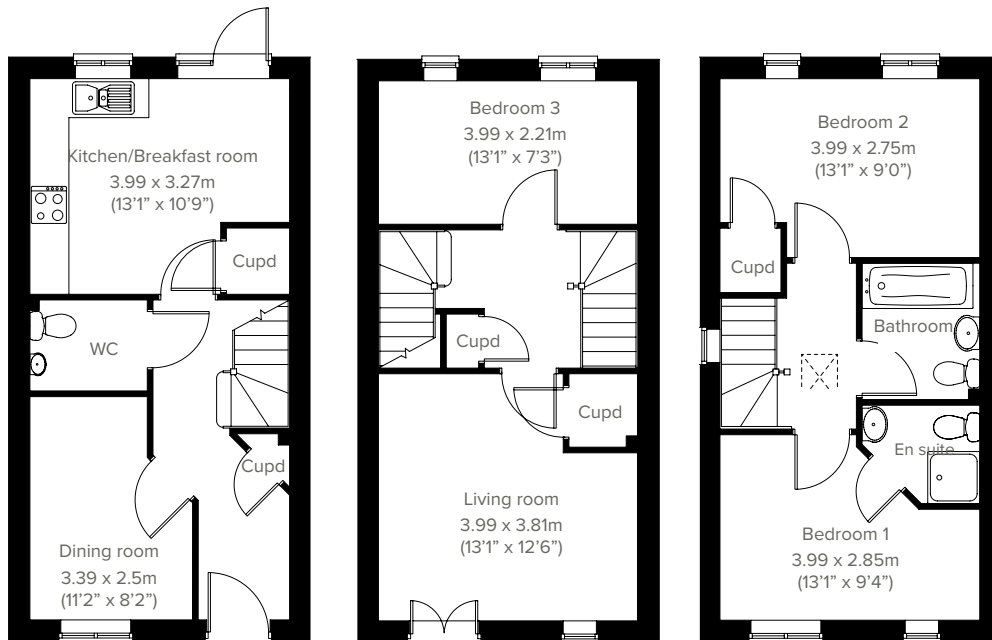 Kitchen/Breakfast room
3.99 x 3.27m
(13'1" x 10'9")
Cupd
WC
Cupd
Dining room
3.39 x 2.5m
(11'2" x 8'2")
Bedroom 3
3.99 x 2.21m
(13'1" x 7'3")
Cupd
Cupd
Living room
3.99 x 3.81m
(13'1" x 12'6")
Bedroom 2
3.99 x 2.75m
(13'1" x 9'0")
Cupd
Bathroom
En suite
Bedroom 1
3.99 x 2.85m
(13'1" x 9'4")